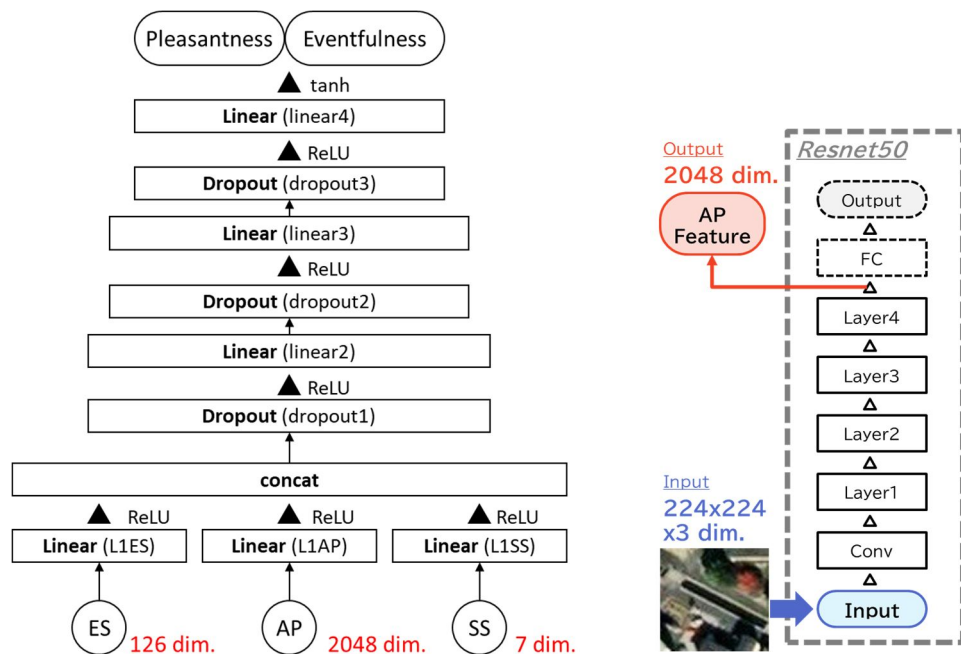 Pleasantness
Eventfulness
tanh
Linear (linear4)
ReLU
Dropout (dropout3)
Linear (linear3)
ReLU
Dropout (dropout2)
Linear (linear2)
ReLU
Dropout (dropout1)
concat
ReLU
ReLU
ReLU
Linear (L1ES)
Linear (L1AP)
Linear (L1SS)
ES
126 dim.
AP
2048 dim.
SS
7 dim.
Output
2048 dim.
AP
Feature
Input
224x224
x3 dim.
Resnet50
Output
FC
Layer4
Layer3
Layer2
Layer1
Conv
Input